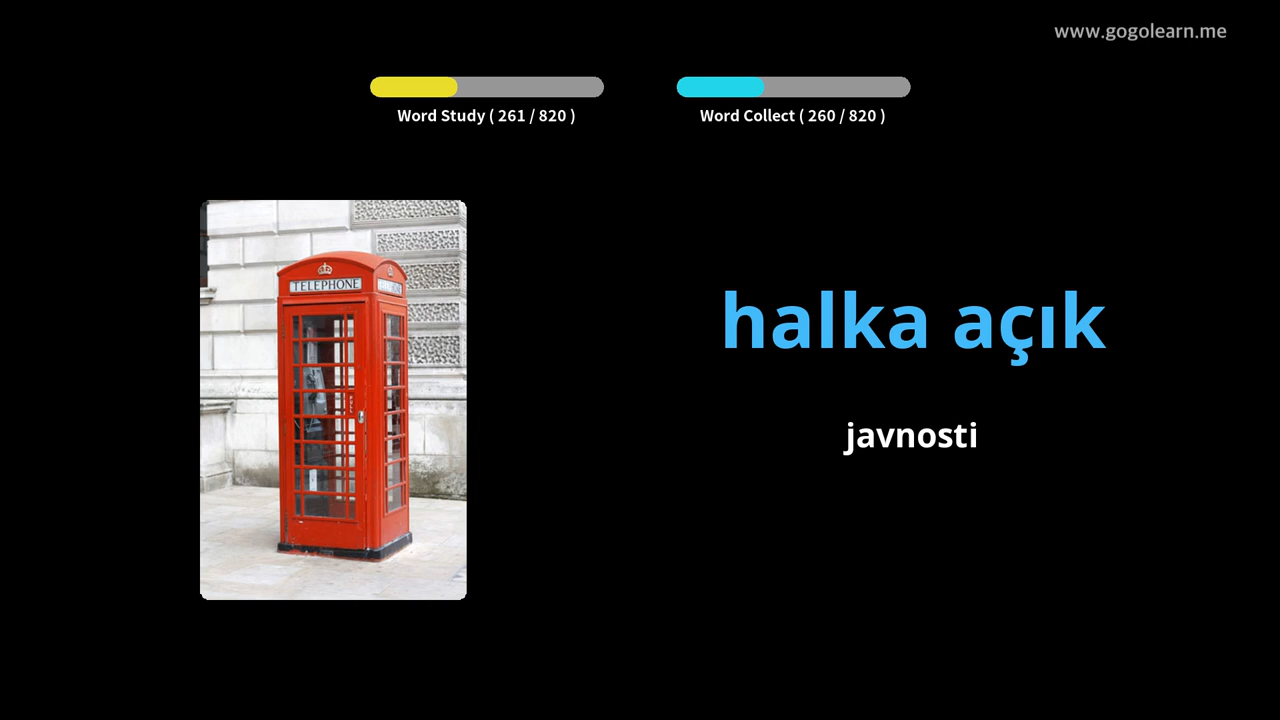 www.gogolearn.me
Word Study ( 261 / 820 )
Word Collect ( 260 / 820 )
TELEPHONE
halka açık
javnosti